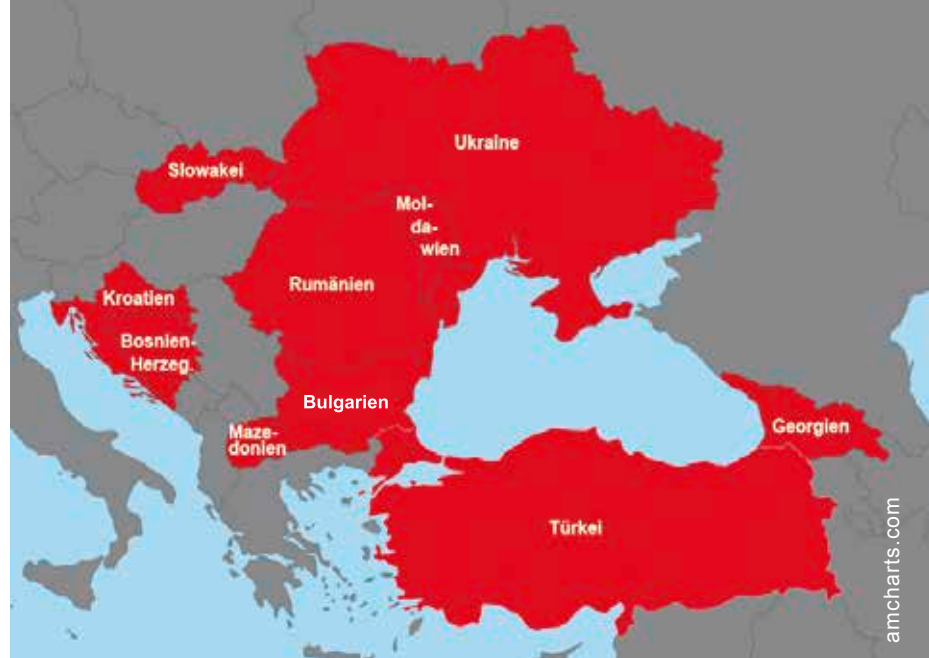 Ukraine
Slowakei
Mol-
da-
wien
Rumänien
Kroatien
Bosnien-
Herzeg.
Bulgarien
Maze-
donien
Georgien
Türkei
amcharts.com